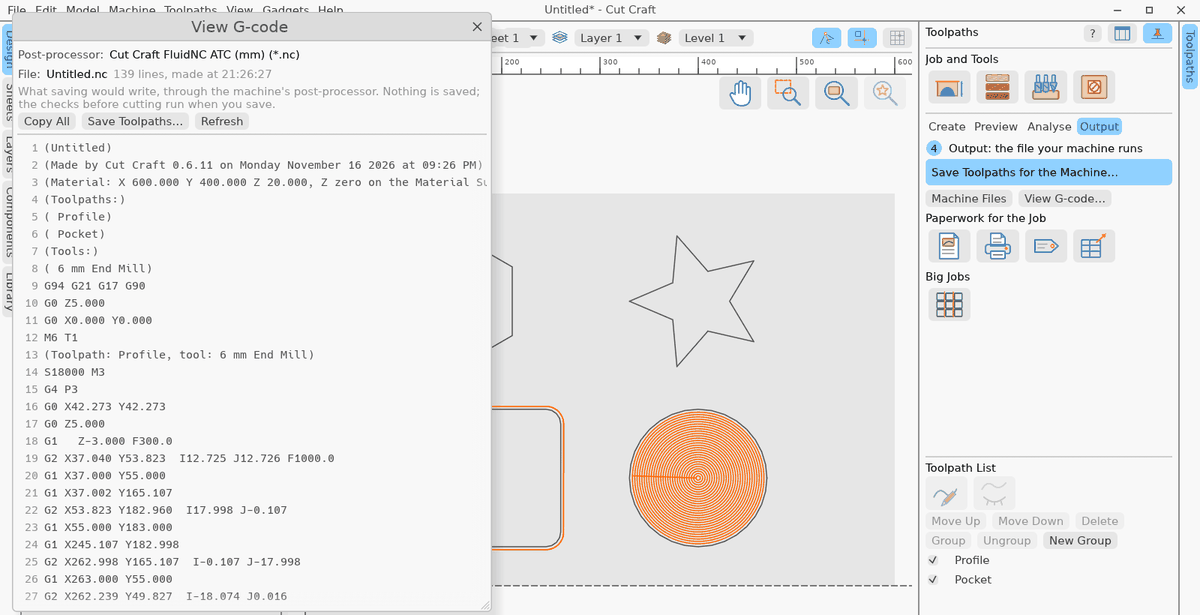 File Edit Model Machine Toolpaths View Gadgets Help
Untitled* - Cut Craft
View G-code
Post-processor: Cut Craft FluidNC ATC (mm) (*.nc)
File: Untitled.nc 139 lines, made at 21:26:27
What saving would write, through the machine's post-processor. Nothing is saved;
the checks before cutting run when you save.
Copy All Save Toolpaths... Refresh
1 (Untitled)
2 (Made by Cut Craft 0.6.11 on Monday November 16 2026 at 09:26 PM)
3 (Material: X 600.000 Y 400.000 Z 20.000, Z zero on the Material Su
4 (Toolpaths:)
5 ( Profile)
6 ( Pocket)
7 (Tools:)
8 ( 6 mm End Mill)
9 G94 G21 G17 G90
10 G0 Z5.000
11 G0 X0.000 Y0.000
12 M6 T1
13 (Toolpath: Profile, tool: 6 mm End Mill)
14 S18000 M3
15 G4 P3
16 G0 X42.273 Y42.273
17 G0 Z5.000
18 G1   Z-3.000 F300.0
19 G2 X37.040 Y53.823  I12.725 J12.726 F1000.0
20 G1 X37.000 Y55.000
21 G1 X37.002 Y165.107
22 G2 X53.823 Y182.960  I17.998 J-0.107
23 G1 X55.000 Y183.000
24 G1 X245.107 Y182.998
25 G2 X262.998 Y165.107  I-0.107 J-17.998
26 G1 X263.000 Y55.000
27 G2 X262.239 Y49.827  I-18.074 J0.016
Design
Sheets
Layers
Components
Library
eet 1 Layer 1 Level 1
200 300 400 500 600
Toolpaths
?
Job and Tools
Create Preview Analyse Output
4 Output: the file your machine runs
Save Toolpaths for the Machine...
Machine Files View G-code...
Paperwork for the Job
Big Jobs
Toolpath List
Move Up Move Down Delete
Group Ungroup New Group
Profile
Pocket
Toolpaths